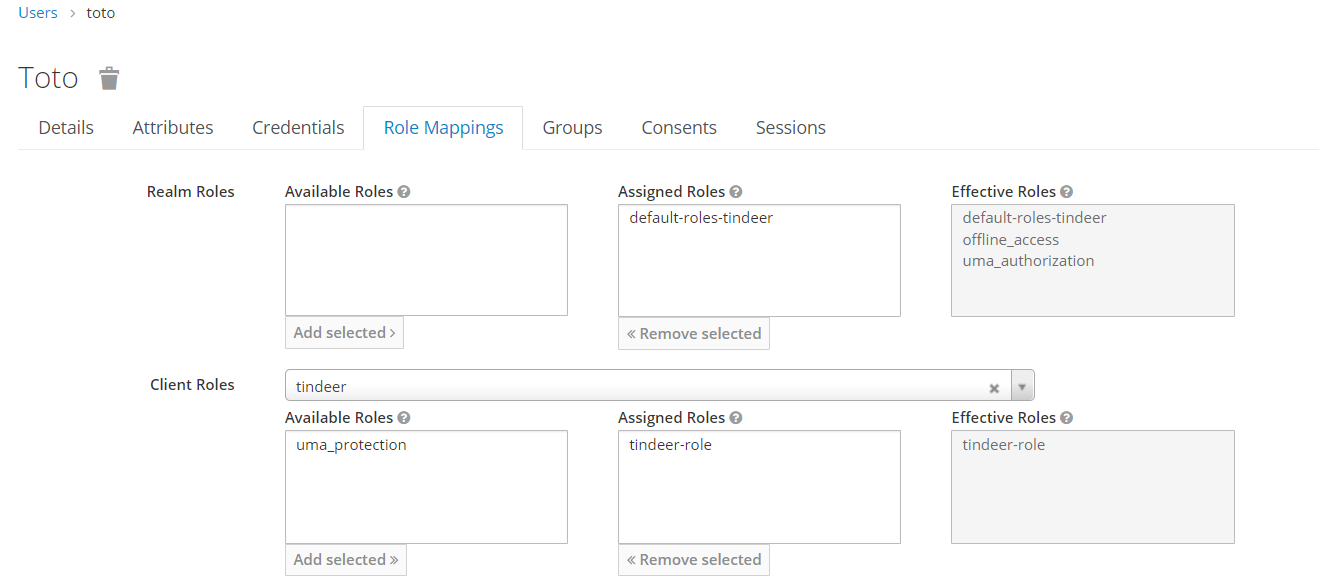 Users > toto
Toto
Details Attributes Credentials Role Mappings Groups Consents Sessions
Realm Roles Available Roles Assigned Roles Effective Roles
default-roles-tindeer default-roles-tindeer
offline_access
uma_authorization
Add selected > « Remove selected
Client Roles tindeer
Available Roles Assigned Roles Effective Roles
uma_protection tindeer-role tindeer-role
Add selected » « Remove selected